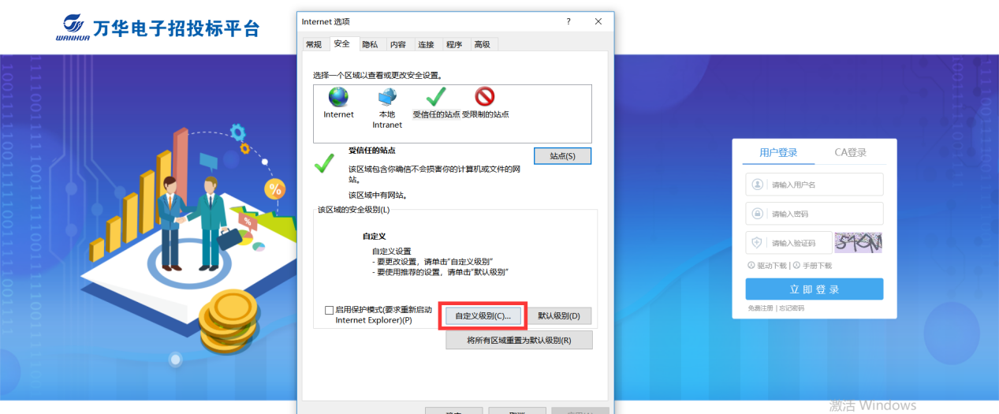 WANHUA 万华电子招投标平台
Internet 选项
常规 安全 隐私 内容 连接 程序 高级
选择一个区域以查看或更改安全设置。
Internet
本地
Intranet
受信任的站点
受限制的站点
受信任的站点
站点(S)
该区域包含你确信不会损害你的计算机或文件的网
站。
该区域中有网站。
该区域的安全级别(L)
自定义
自定义设置
- 要更改设置，请单击"自定义级别"
- 要使用推荐的设置，请单击"默认级别"
启用保护模式(要求重新启动
Internet Explorer)(P)
自定义级别(C)...
默认级别(D)
将所有区域重置为默认级别(R)
用户登录 CA登录
请输入用户名
请输入密码
请输入验证码
驱动下载 | 手册下载
立即登录
免费注册 | 忘记密码
激活 Windows